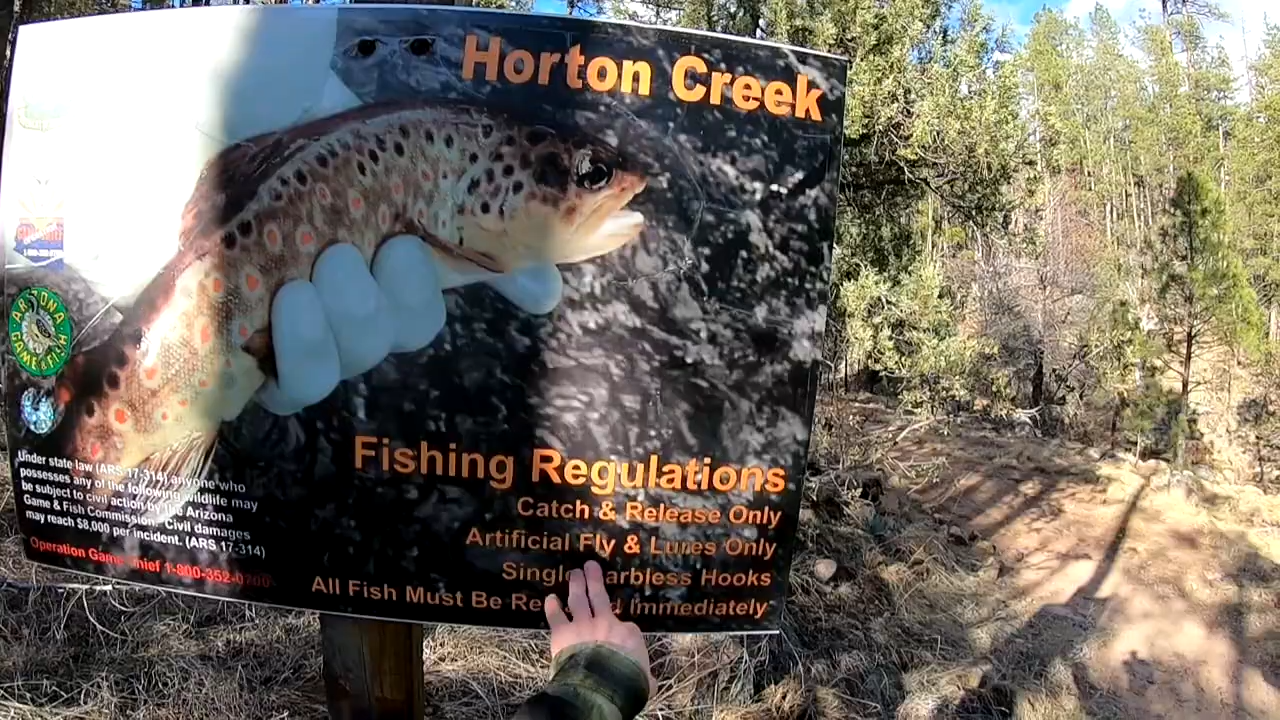 Horton Creek
ARIZONA
GAME & FISH
Fishing Regulations
Catch & Release Only
Artificial Fly & Lures Only
Single Barbless Hooks
All Fish Must Be Immediately
Under state law (ARS 17-314) anyone who
possesses any of the following wildlife may
be subject to civil action by the Arizona
Game & Fish Commission. Civil damages
may reach $8,000 per incident. (ARS 17-314)
Operation Game Thief 1-800-352-0700